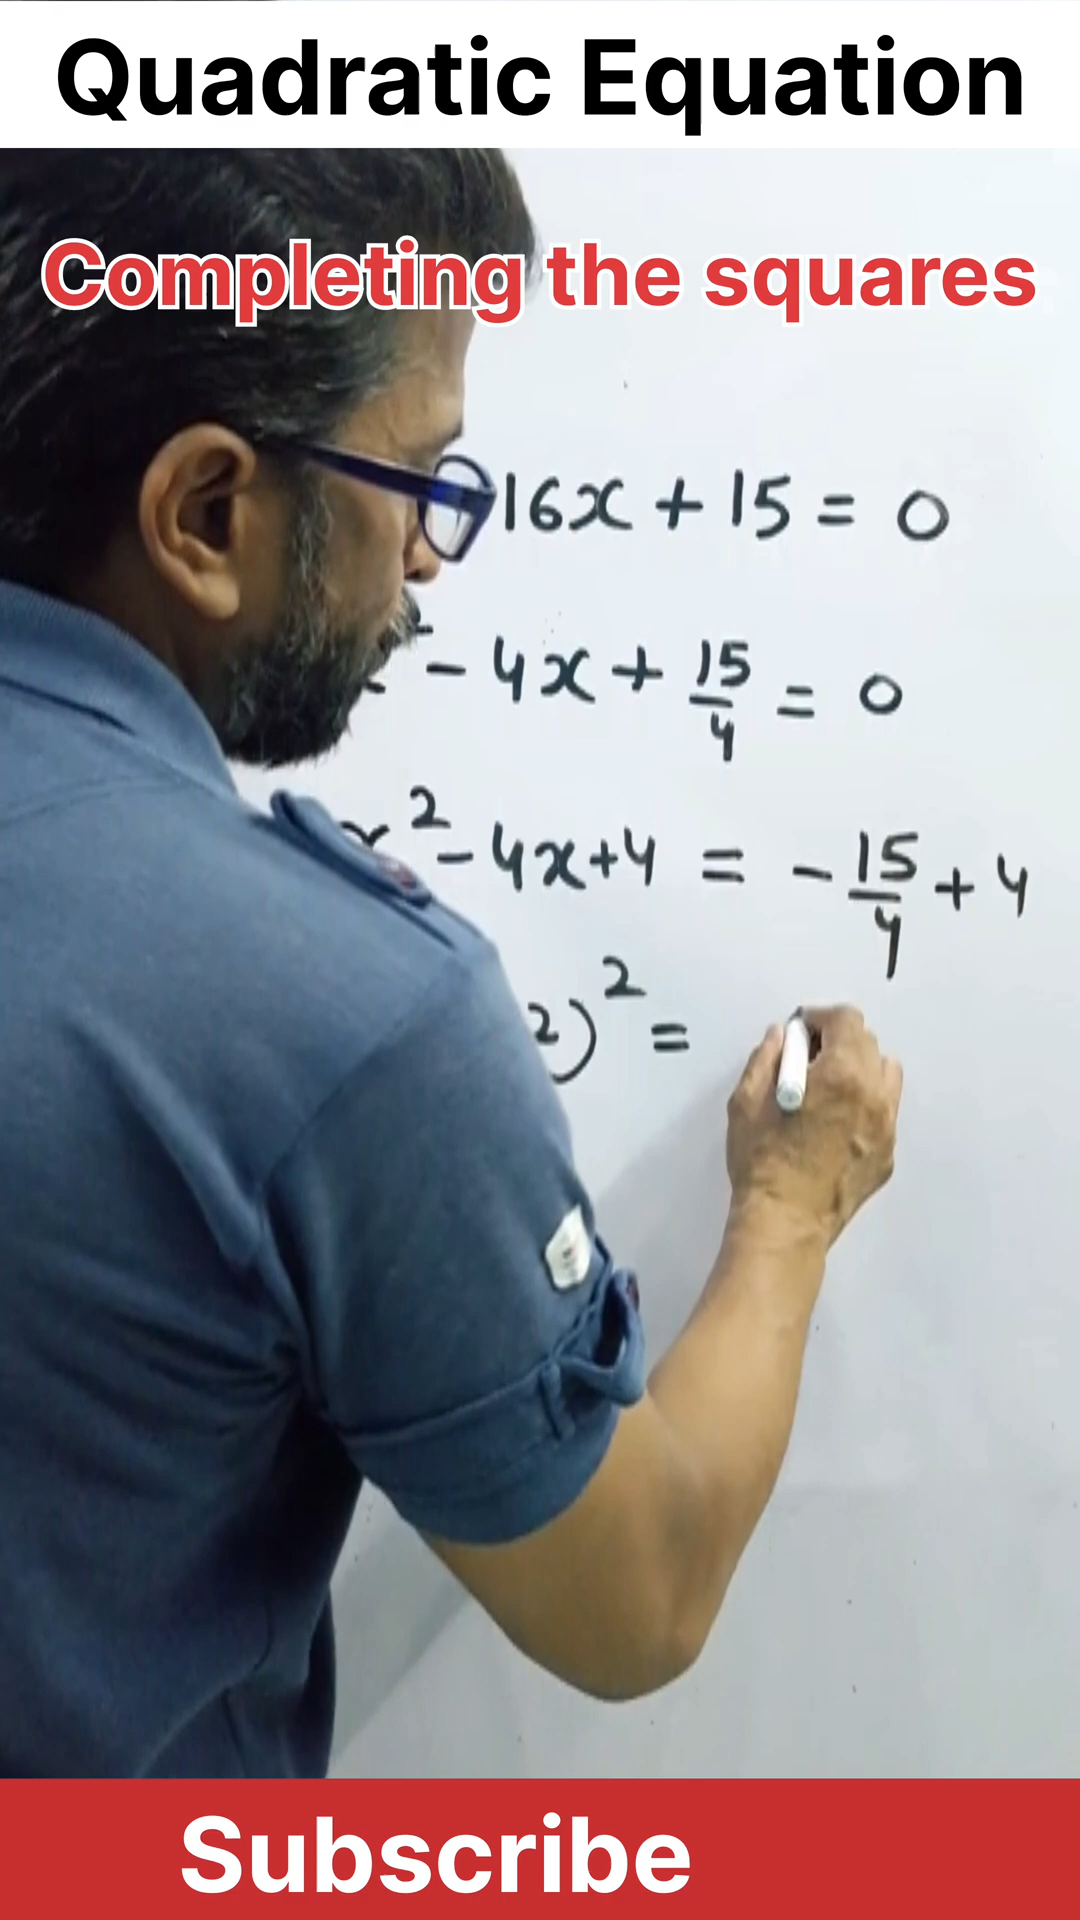 Quadratic Equation
Completing the squares
16x + 15 = 0
- 4x + 15/4 = 0
x² - 4x + 4 = - 15/4 + 4
2)² =
Subscribe